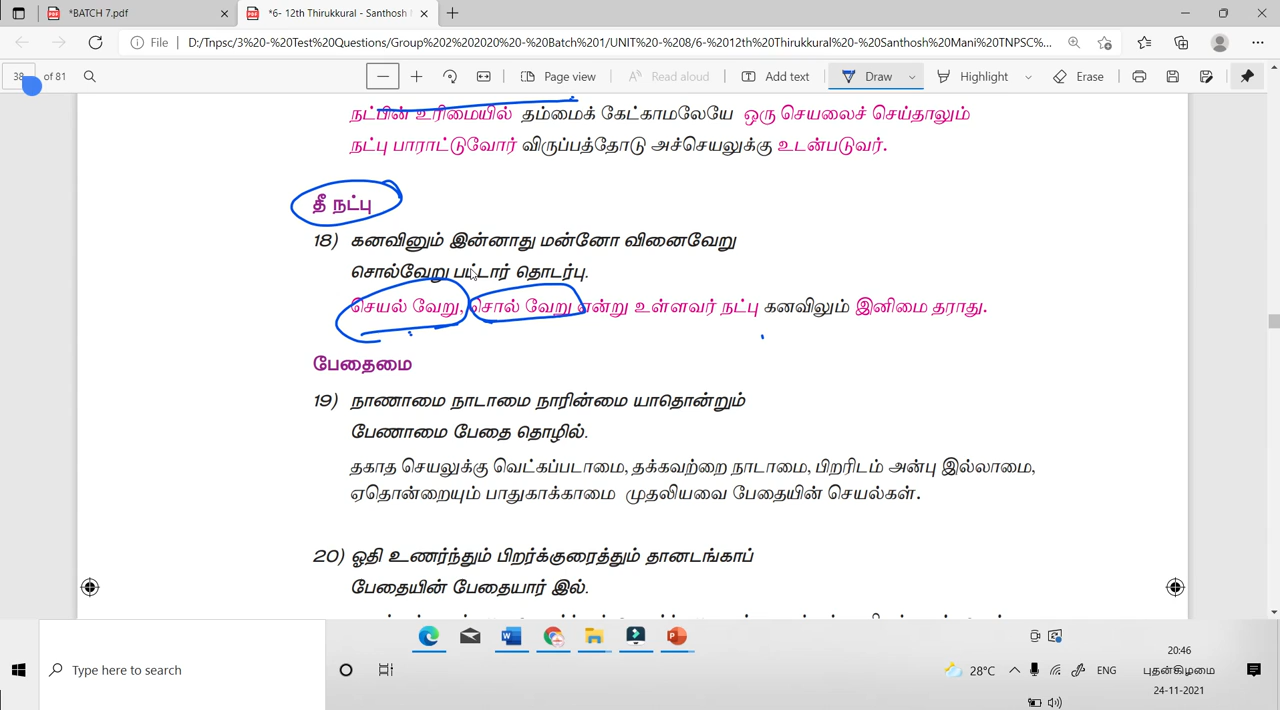 *BATCH 7.pdf
*6- 12th Thirukkural - Santhosh
File D:/Tnpsc/3%20-%20Test%20Questions/Group%202%202020%20-%20Batch%201/UNIT%20-%208/6-%2012th%20Thirukkural%20-%20Santhosh%20Mani%20TNPSC%...
38 of 81 Page view Read aloud Add text Draw Highlight Erase
நட்பின் உரிமையில் தம்மைக் கேட்காமலேயே ஒரு செயலைச் செய்தாலும்
நட்பு பாராட்டுவோர் விருப்பத்தோடு அச்செயலுக்கு உடன்படுவர்.
தீ நட்பு
18) கனவினும் இன்னாது மன்னோ வினைவேறு
சொல்வேறு பட்டார் தொடர்பு.
செயல் வேறு, சொல் வேறு என்று உள்ளவர் நட்பு கனவிலும் இனிமை தராது.
பேதைமை
19) நாணாமை நாடாமை நாரின்மை யாதொன்றும்
பேணாமை பேதை தொழில்.
தகாத செயலுக்கு வெட்கப்படாமை, தக்கவற்றை நாடாமை, பிறரிடம் அன்பு இல்லாமை,
ஏதொன்றையும் பாதுகாக்காமை முதலியவை பேதையின் செயல்கள்.
20) ஓதி உணர்ந்தும் பிறர்க்குரைத்தும் தானடங்காப்
பேதையின் பேதையார் இல்.
Type here to search
28°C ENG
20:46
புதன்கிழமை
24-11-2021